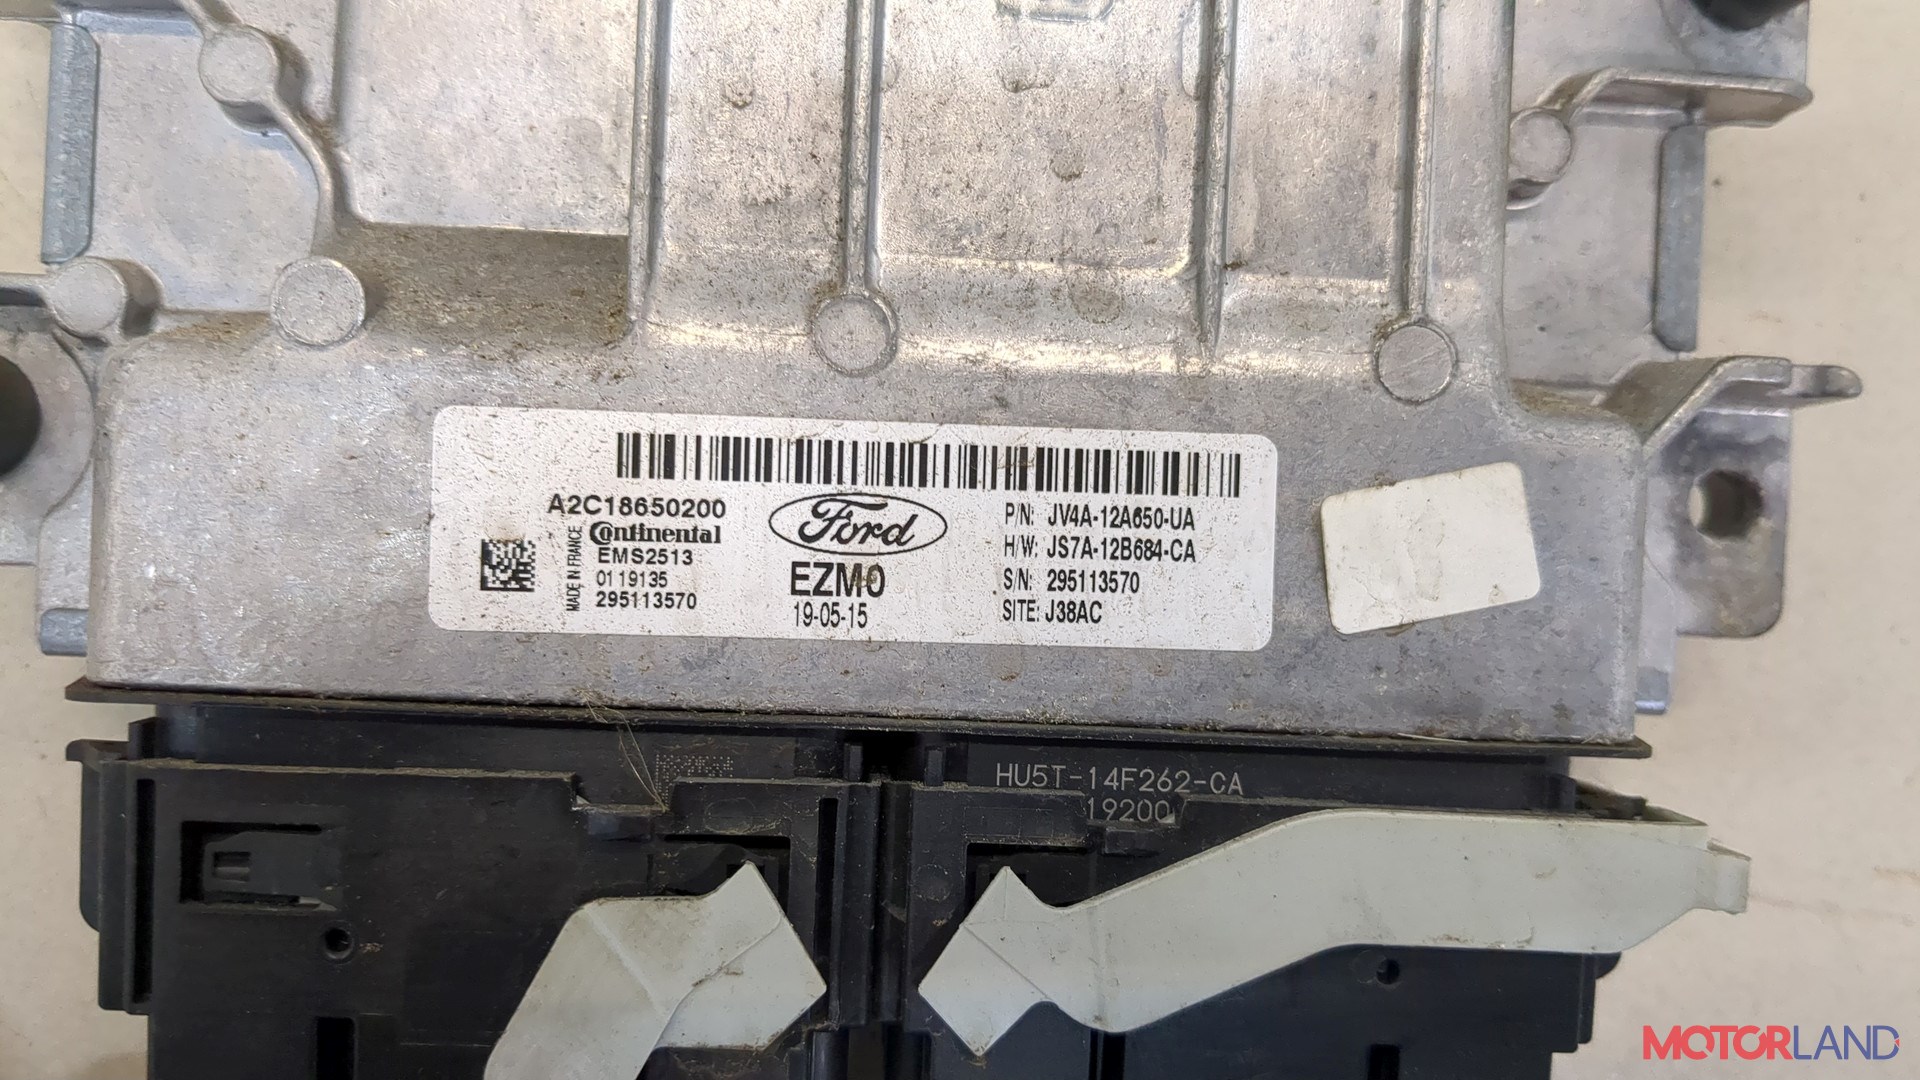 A2C18650200
Continental
EMS2513
0119135
295113570
MADE IN FRANCE
Ford
EZM0
19-05-15
P/N: JV4A-12A650-UA
H/W: JS7A-12B684-CA
S/N: 295113570
SITE: J38AC
HU5T-14F262-CA
19200
MOTORLAND